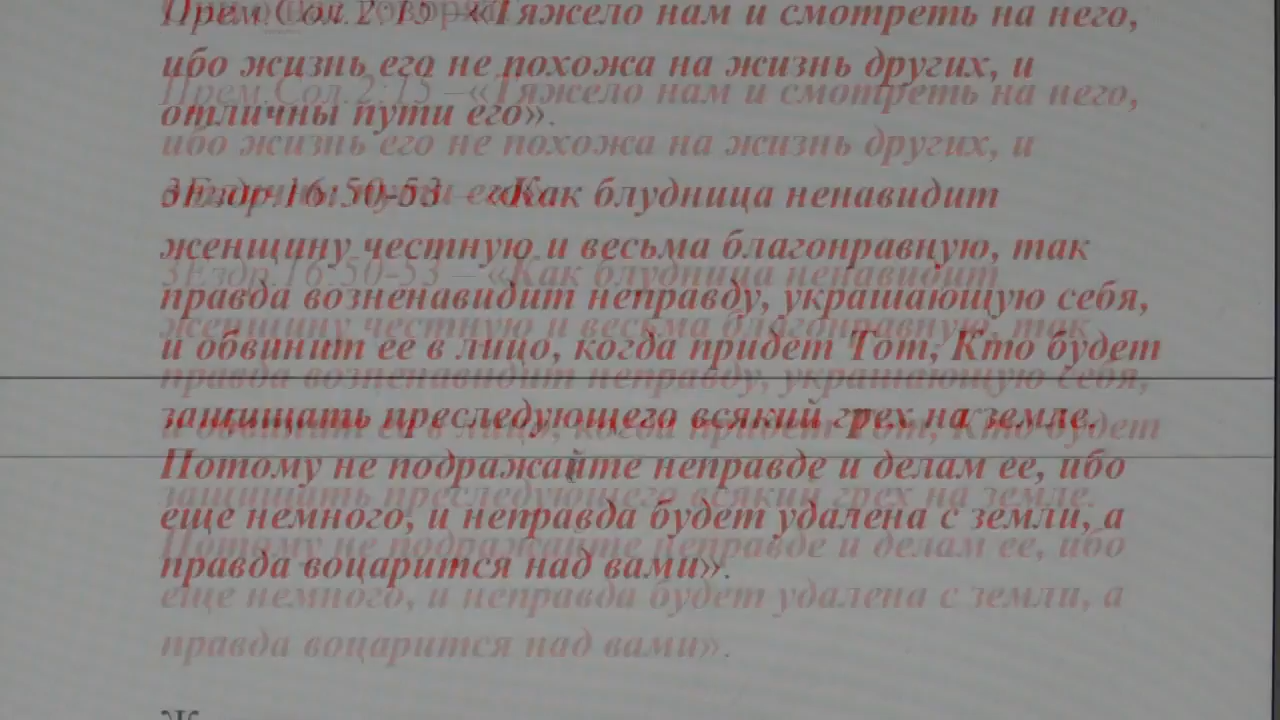 Прем.Сол.2:15 –«Тяжело нам и смотреть на него,
ибо жизнь его не похожа на жизнь других, и
отличны пути его».
3Ездр.16:50-53 – «Как блудница ненавидит
женщину честную и весьма благонравную, так
правда возненавидит неправду, украшающую себя,
и обвинит ее в лицо, когда придет Тот, Кто будет
защищать преследующего всякий грех на земле.
Потому не подражайте неправде и делам ее, ибо
еще немного, и неправда будет удалена с земли, а
правда воцарится над вами».